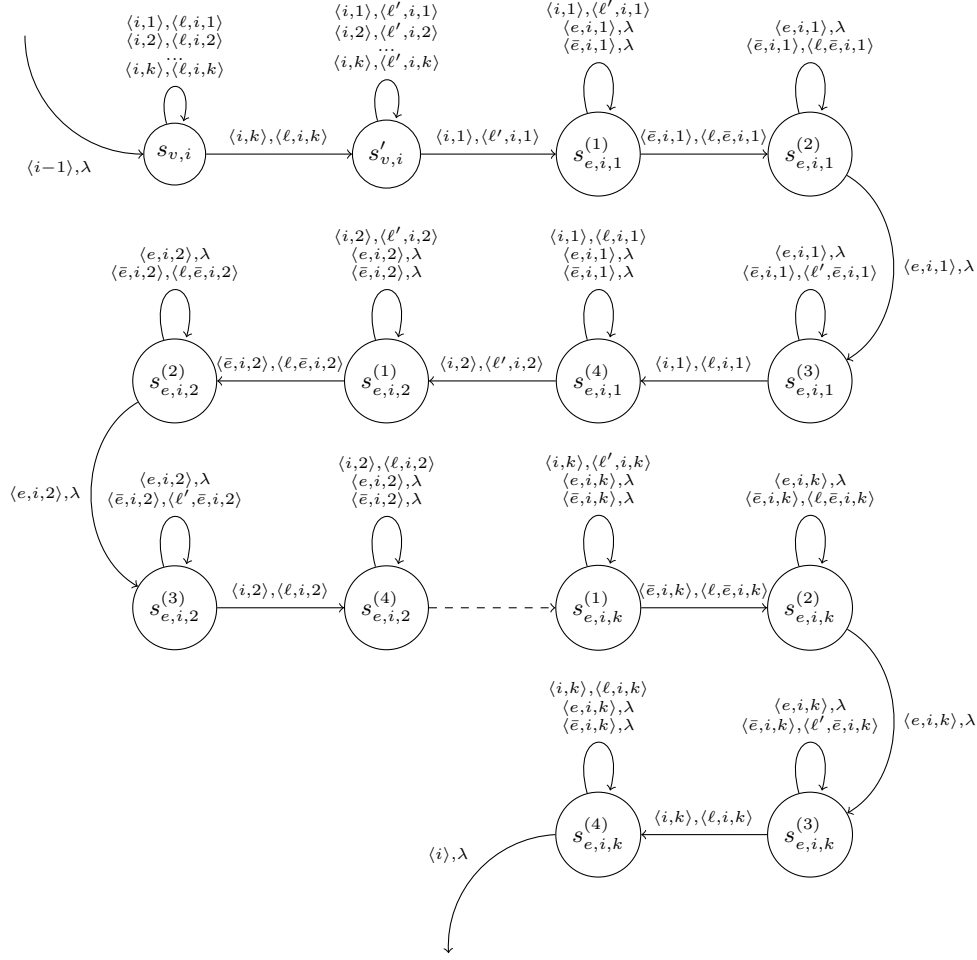 ⟨i,1⟩,⟨ℓ,i,1⟩
⟨i,2⟩,⟨ℓ,i,2⟩
...
⟨i,k⟩,⟨ℓ,i,k⟩
⟨i,1⟩,⟨ℓ′,i,1⟩
⟨i,2⟩,⟨ℓ′,i,2⟩
...
⟨i,k⟩,⟨ℓ′,i,k⟩
⟨i,1⟩,⟨ℓ′,i,1⟩
⟨e,i,1⟩,λ
⟨ē,i,1⟩,λ
⟨e,i,1⟩,λ
⟨ē,i,1⟩,⟨ℓ,ē,i,1⟩
⟨i−1⟩,λ
s_{v,i}
⟨i,k⟩,⟨ℓ,i,k⟩
s′_{v,i}
⟨i,1⟩,⟨ℓ′,i,1⟩
s^{(1)}_{e,i,1}
⟨ē,i,1⟩,⟨ℓ,ē,i,1⟩
s^{(2)}_{e,i,1}
⟨e,i,1⟩,λ
⟨e,i,2⟩,λ
⟨ē,i,2⟩,⟨ℓ,ē,i,2⟩
⟨i,2⟩,⟨ℓ′,i,2⟩
⟨e,i,2⟩,λ
⟨ē,i,2⟩,λ
⟨i,1⟩,⟨ℓ,i,1⟩
⟨e,i,1⟩,λ
⟨ē,i,1⟩,λ
⟨e,i,1⟩,λ
⟨ē,i,1⟩,⟨ℓ′,ē,i,1⟩
s^{(2)}_{e,i,2}
⟨ē,i,2⟩,⟨ℓ,ē,i,2⟩
s^{(1)}_{e,i,2}
⟨i,2⟩,⟨ℓ′,i,2⟩
s^{(4)}_{e,i,1}
⟨i,1⟩,⟨ℓ,i,1⟩
s^{(3)}_{e,i,1}
⟨e,i,2⟩,λ
⟨e,i,2⟩,λ
⟨ē,i,2⟩,⟨ℓ′,ē,i,2⟩
⟨i,2⟩,⟨ℓ,i,2⟩
⟨e,i,2⟩,λ
⟨ē,i,2⟩,λ
⟨i,k⟩,⟨ℓ′,i,k⟩
⟨e,i,k⟩,λ
⟨ē,i,k⟩,λ
⟨e,i,k⟩,λ
⟨ē,i,k⟩,⟨ℓ,ē,i,k⟩
s^{(3)}_{e,i,2}
⟨i,2⟩,⟨ℓ,i,2⟩
s^{(4)}_{e,i,2}
s^{(1)}_{e,i,k}
⟨ē,i,k⟩,⟨ℓ,ē,i,k⟩
s^{(2)}_{e,i,k}
⟨e,i,k⟩,λ
⟨i,k⟩,⟨ℓ,i,k⟩
⟨e,i,k⟩,λ
⟨ē,i,k⟩,λ
⟨e,i,k⟩,λ
⟨ē,i,k⟩,⟨ℓ′,ē,i,k⟩
⟨i⟩,λ
s^{(4)}_{e,i,k}
⟨i,k⟩,⟨ℓ,i,k⟩
s^{(3)}_{e,i,k}